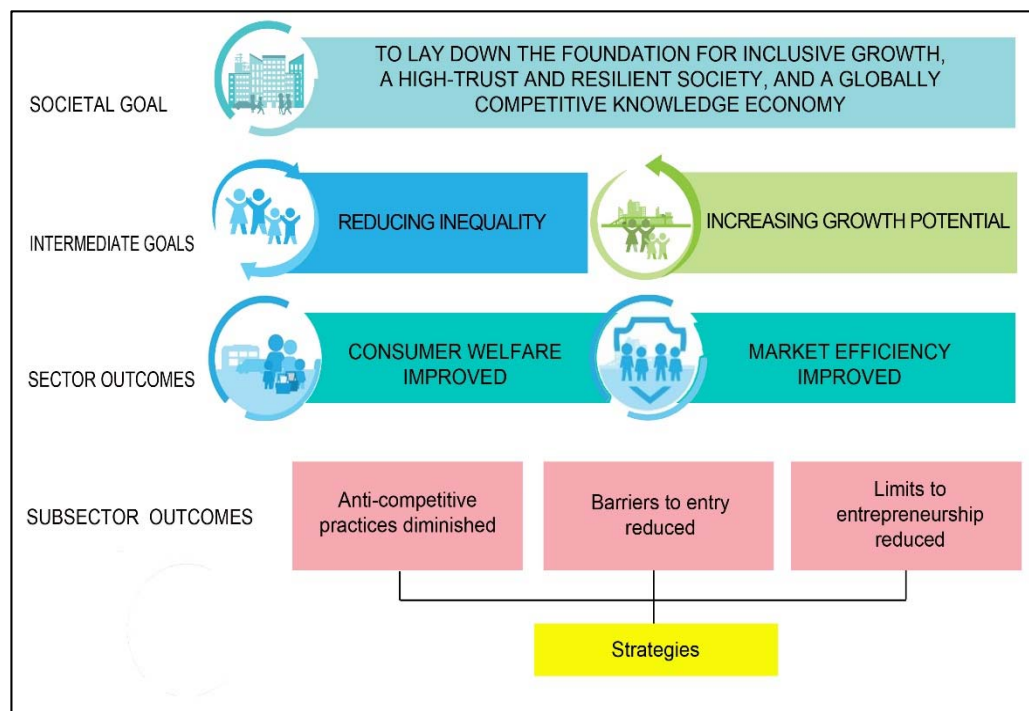 SOCIETAL GOAL
TO LAY DOWN THE FOUNDATION FOR INCLUSIVE GROWTH,
A HIGH-TRUST AND RESILIENT SOCIETY, AND A GLOBALLY
COMPETITIVE KNOWLEDGE ECONOMY
INTERMEDIATE GOALS
REDUCING INEQUALITY
INCREASING GROWTH POTENTIAL
SECTOR OUTCOMES
CONSUMER WELFARE
IMPROVED
MARKET EFFICIENCY
IMPROVED
SUBSECTOR OUTCOMES
Anti-competitive
practices diminished
Barriers to entry
reduced
Limits to
entrepreneurship
reduced
Strategies